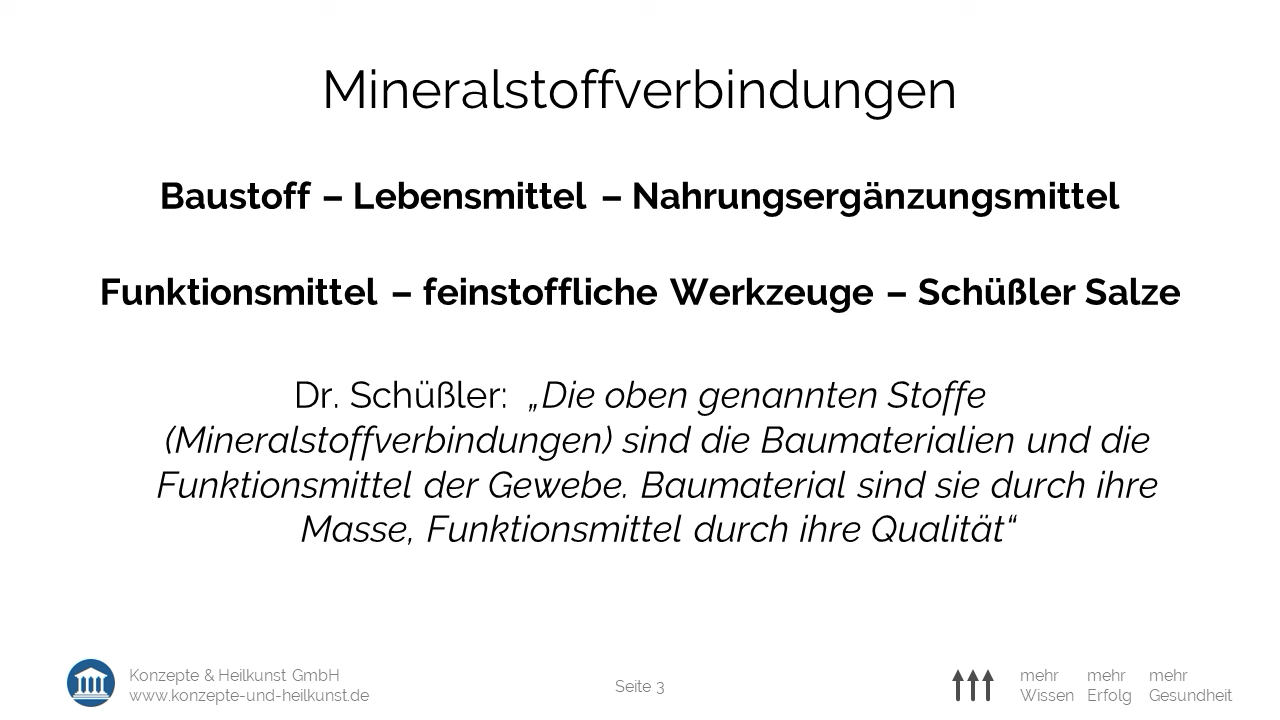 Mineralstoffverbindungen
Baustoff – Lebensmittel – Nahrungsergänzungsmittel
Funktionsmittel – feinstoffliche Werkzeuge – Schüßler Salze
Dr. Schüßler: „Die oben genannten Stoffe
(Mineralstoffverbindungen) sind die Baumaterialien und die
Funktionsmittel der Gewebe. Baumaterial sind sie durch ihre
Masse, Funktionsmittel durch ihre Qualität“
Konzepte & Heilkunst GmbH
www.konzepte-und-heilkunst.de
Seite 3
mehr mehr mehr
Wissen Erfolg Gesundheit